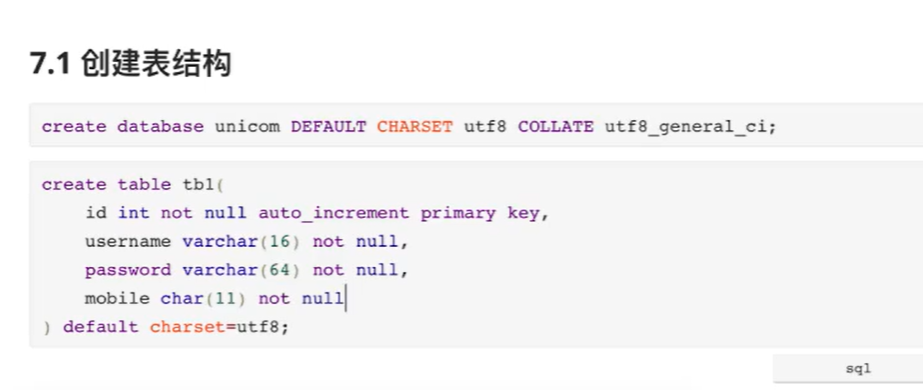 7.1 创建表结构
create database unicom DEFAULT CHARSET utf8 COLLATE utf8_general_ci;
create table tb1(
id int not null auto_increment primary key,
username varchar(16) not null,
password varchar(64) not null,
mobile char(11) not null
) default charset=utf8;
sql